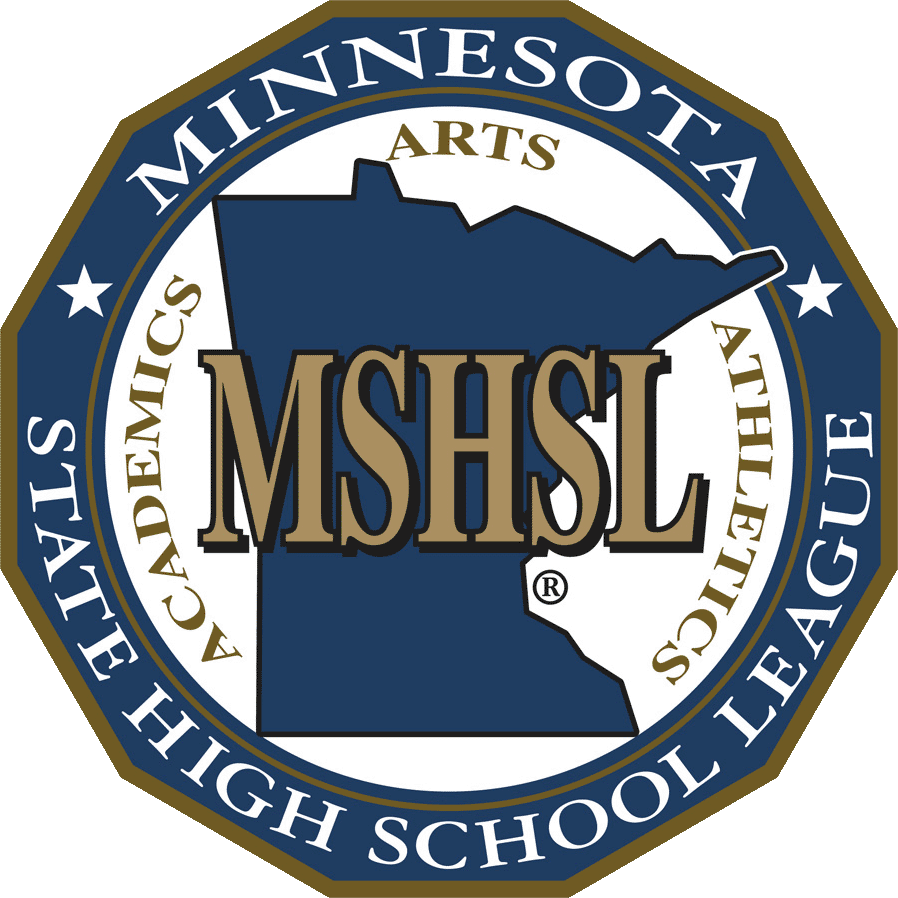 MINNESOTA
ARTS
ACADEMICS
ATHLETICS
MSHSL
®
STATE HIGH SCHOOL LEAGUE